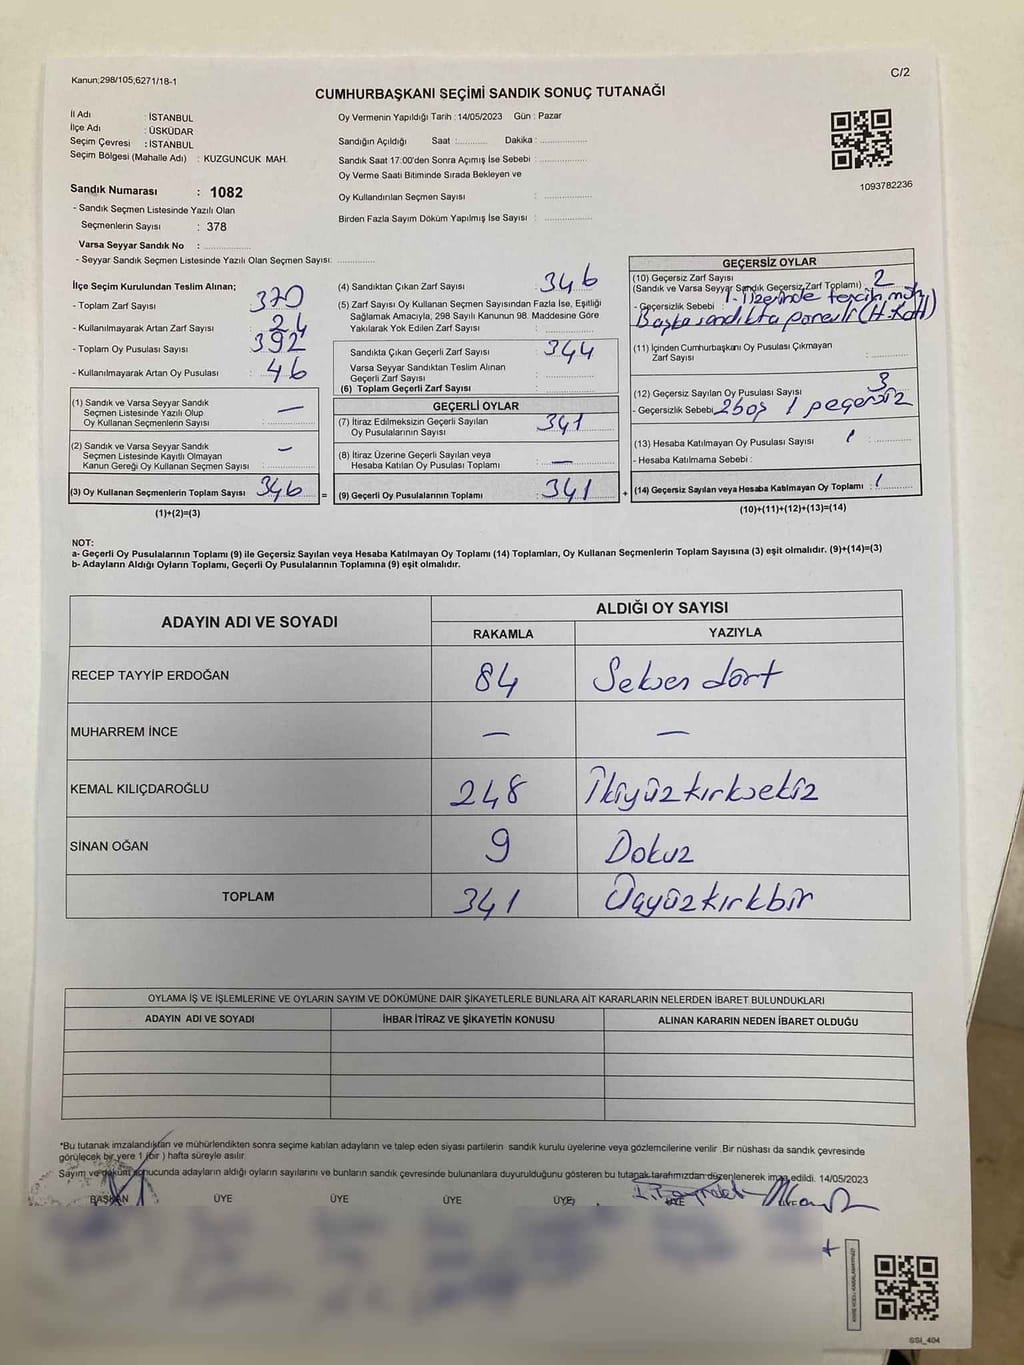 Kanun;298/105,6271/18-1
C/2
CUMHURBAŞKANI SEÇİMİ SANDIK SONUÇ TUTANAĞI
İl Adı : İSTANBUL
İlçe Adı : ÜSKÜDAR
Seçim Çevresi : İSTANBUL
Seçim Bölgesi (Mahalle Adı) : KUZGUNCUK MAH.
Sandık Numarası : 1082
- Sandık Seçmen Listesinde Yazılı Olan
Seçmenlerin Sayısı : 378
Varsa Seyyar Sandık No :
- Seyyar Sandık Seçmen Listesinde Yazılı Olan Seçmen Sayısı:
Oy Vermenin Yapıldığı Tarih :14/05/2023 Gün : Pazar
Sandığın Açıldığı Saat : Dakika :
Sandık Saat 17:00'den Sonra Açımış İse Sebebi :
Oy Verme Saati Bitiminde Sırada Bekleyen ve
Oy Kullandırılan Seçmen Sayısı :
Birden Fazla Sayım Döküm Yapılmış İse Sayısı :
1093782236
İlçe Seçim Kurulundan Teslim Alınan;
- Toplam Zarf Sayısı : 370
- Kullanılmayarak Artan Zarf Sayısı : 24
- Toplam Oy Pusulası Sayısı : 392
- Kullanılmayarak Artan Oy Pusulası : 46
(1) Sandık ve Varsa Seyyar Sandık
Seçmen Listesinde Yazılı Olup
Oy Kullanan Seçmenlerin Sayısı : —
(2) Sandık ve Varsa Seyyar Sandık
Seçmen Listesinde Kayıtlı Olmayan
Kanun Gereği Oy Kullanan Seçmen Sayısı : —
(3) Oy Kullanan Seçmenlerin Toplam Sayısı : 346 =
(1)+(2)=(3)
(4) Sandıktan Çıkan Zarf Sayısı : 346
(5) Zarf Sayısı Oy Kullanan Seçmen Sayısından Fazla İse, Eşitliği
Sağlamak Amacıyla, 298 Sayılı Kanunun 98. Maddesine Göre
Yakılarak Yok Edilen Zarf Sayısı :
Sandıkta Çıkan Geçerli Zarf Sayısı : 344
Varsa Seyyar Sandıktan Teslim Alınan
Geçerli Zarf Sayısı :
(6) Toplam Geçerli Zarf Sayısı :
GEÇERLİ OYLAR
(7) İtiraz Edilmeksizin Geçerli Sayılan
Oy Pusulalarının Sayısı : 341
(8) İtiraz Üzerine Geçerli Sayılan veya
Hesaba Katılan Oy Pusulası Toplamı : —
(9) Geçerli Oy Pusulalarının Toplamı : 341 +
GEÇERSİZ OYLAR
(10) Geçersiz Zarf Sayısı
(Sandık ve Varsa Seyyar Sandık Geçersiz Zarf Toplamı) : 2
- Geçersizlik Sebebi : 1-Üzerinde tercih müh
Başka sandıkta
(11) İçinden Cumhurbaşkanı Oy Pusulası Çıkmayan
Zarf Sayısı :
(12) Geçersiz Sayılan Oy Pusulası Sayısı : 3
- Geçersizlik Sebebi : 2 boş 1 geçersiz
(13) Hesaba Katılmayan Oy Pusulası Sayısı :
- Hesaba Katılmama Sebebi :
(14) Geçersiz Sayılan veya Hesaba Katılmayan Oy Toplamı :
(10)+(11)+(12)+(13)=(14)
NOT:
a- Geçerli Oy Pusulalarının Toplamı (9) ile Geçersiz Sayılan veya Hesaba Katılmayan Oy Toplamı (14) Toplamları, Oy Kullanan Seçmenlerin Toplam Sayısına (3) eşit olmalıdır. (9)+(14)=(3)
b- Adayların Aldığı Oyların Toplamı, Geçerli Oy Pusulalarının Toplamına (9) eşit olmalıdır.
ADAYIN ADI VE SOYADI ALDIĞI OY SAYISI
RAKAMLA YAZIYLA
RECEP TAYYİP ERDOĞAN 84 Seksen dört
MUHARREM İNCE — —
KEMAL KILIÇDAROĞLU 248 İkiyüzkırksekiz
SİNAN OĞAN 9 Dokuz
TOPLAM 341 Üçyüzkırkbir
OYLAMA İŞ VE İŞLEMLERİNE VE OYLARIN SAYIM VE DÖKÜMÜNE DAİR ŞİKAYETLERLE BUNLARA AİT KARARLARIN NELERDEN İBARET BULUNDUKLARI
ADAYIN ADI VE SOYADI İHBAR İTİRAZ VE ŞİKAYETİN KONUSU ALINAN KARARIN NEDEN İBARET OLDUĞU
*Bu tutanak imzalandıktan ve mühürlendikten sonra seçime katılan adayların ve talep eden siyasi partilerin sandık kurulu üyelerine veya gözlemcilerine verilir. Bir nüshası da sandık çevresinde
görülecek bir yere 1 (bir ) hafta süreyle asılır.
Sayım ve döküm sonucunda adayların aldığı oyların sayılarını ve bunların sandık çevresinde bulunanlara duyurulduğunu gösteren bu tutanak tarafımızdan düzenlenerek imza edildi. 14/05/2023
BAŞKAN ÜYE ÜYE ÜYE ÜYE ÜYE
SSI_404